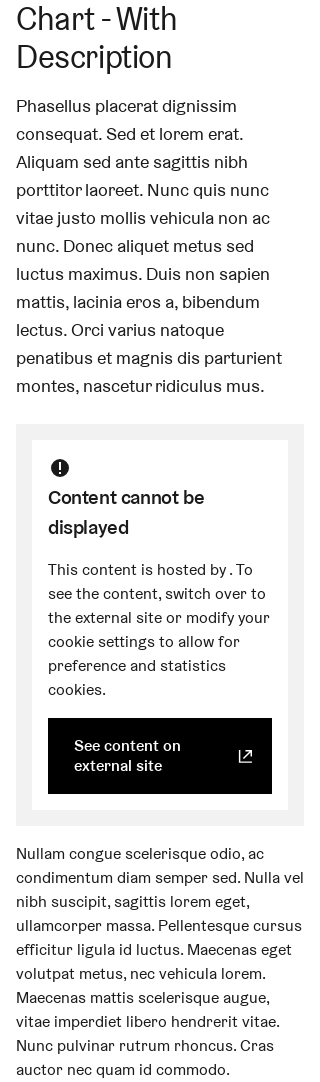 Chart - With
Description
Phasellus placerat dignissim
consequat. Sed et lorem erat.
Aliquam sed ante sagittis nibh
porttitor laoreet. Nunc quis nunc
vitae justo mollis vehicula non ac
nunc. Donec aliquet metus sed
luctus maximus. Duis non sapien
mattis, lacinia eros a, bibendum
lectus. Orci varius natoque
penatibus et magnis dis parturient
montes, nascetur ridiculus mus.
Content cannot be
displayed
This content is hosted by . To
see the content, switch over to
the external site or modify your
cookie settings to allow for
preference and statistics
cookies.
See content on
external site
Nullam congue scelerisque odio, ac
condimentum diam semper sed. Nulla vel
nibh suscipit, sagittis lorem eget,
ullamcorper massa. Pellentesque cursus
efficitur ligula id luctus. Maecenas eget
volutpat metus, nec vehicula lorem.
Maecenas mattis scelerisque augue,
vitae imperdiet libero hendrerit vitae.
Nunc pulvinar rutrum rhoncus. Cras
auctor nec quam id commodo.